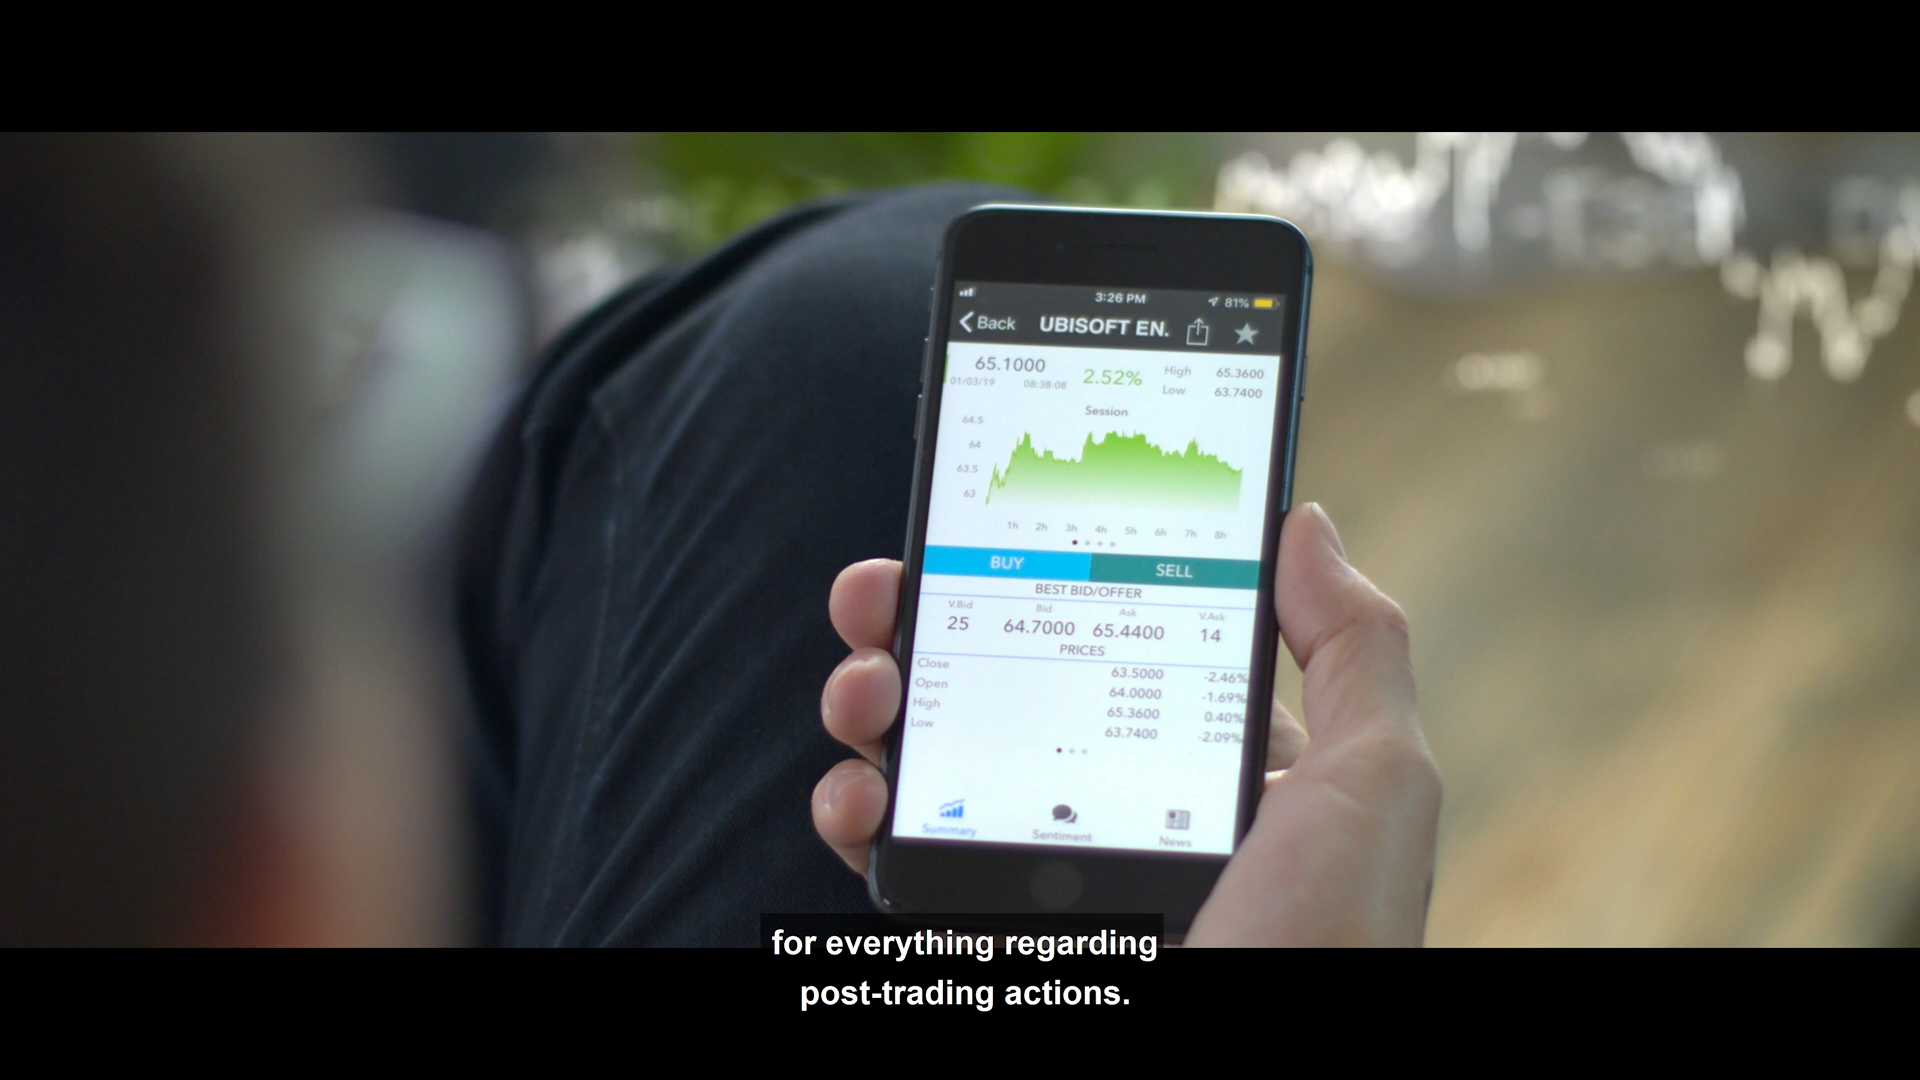 3:26 PM 81%
Back UBISOFT EN.
65.1000 2.52% High 65.3600
01/03/19 08:38:08 Low 63.7400
Session
64.5
64
63.5
63
1h 2h 3h 4h 5h 6h 7h 8h
BUY SELL
BEST BID/OFFER
V.Bid Bid Ask V.Ask
25 64.7000 65.4400 14
PRICES
Close 63.5000 -2.46%
Open 64.0000 -1.69%
High 65.3600 0.40%
Low 63.7400 -2.09%
Summary Sentiment News
for everything regarding
post-trading actions.